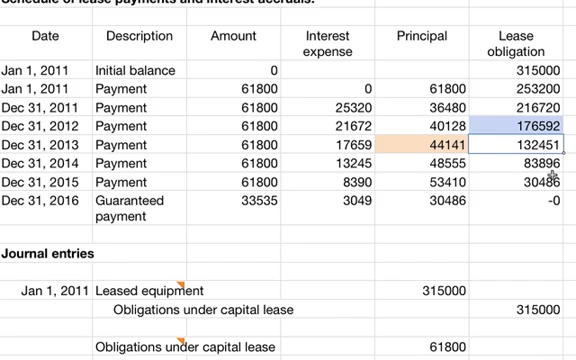 Schedule of lease payments and interest accruals:
Date Description Amount Interest expense Principal Lease obligation
Jan 1, 2011 Initial balance 0 315000
Jan 1, 2011 Payment 61800 0 61800 253200
Dec 31, 2011 Payment 61800 25320 36480 216720
Dec 31, 2012 Payment 61800 21672 40128 176592
Dec 31, 2013 Payment 61800 17659 44141 132451
Dec 31, 2014 Payment 61800 13245 48555 83896
Dec 31, 2015 Payment 61800 8390 53410 30486
Dec 31, 2016 Guaranteed payment 33535 3049 30486 -0
Journal entries
Jan 1, 2011 Leased equipment 315000
Obligations under capital lease 315000
Obligations under capital lease 61800